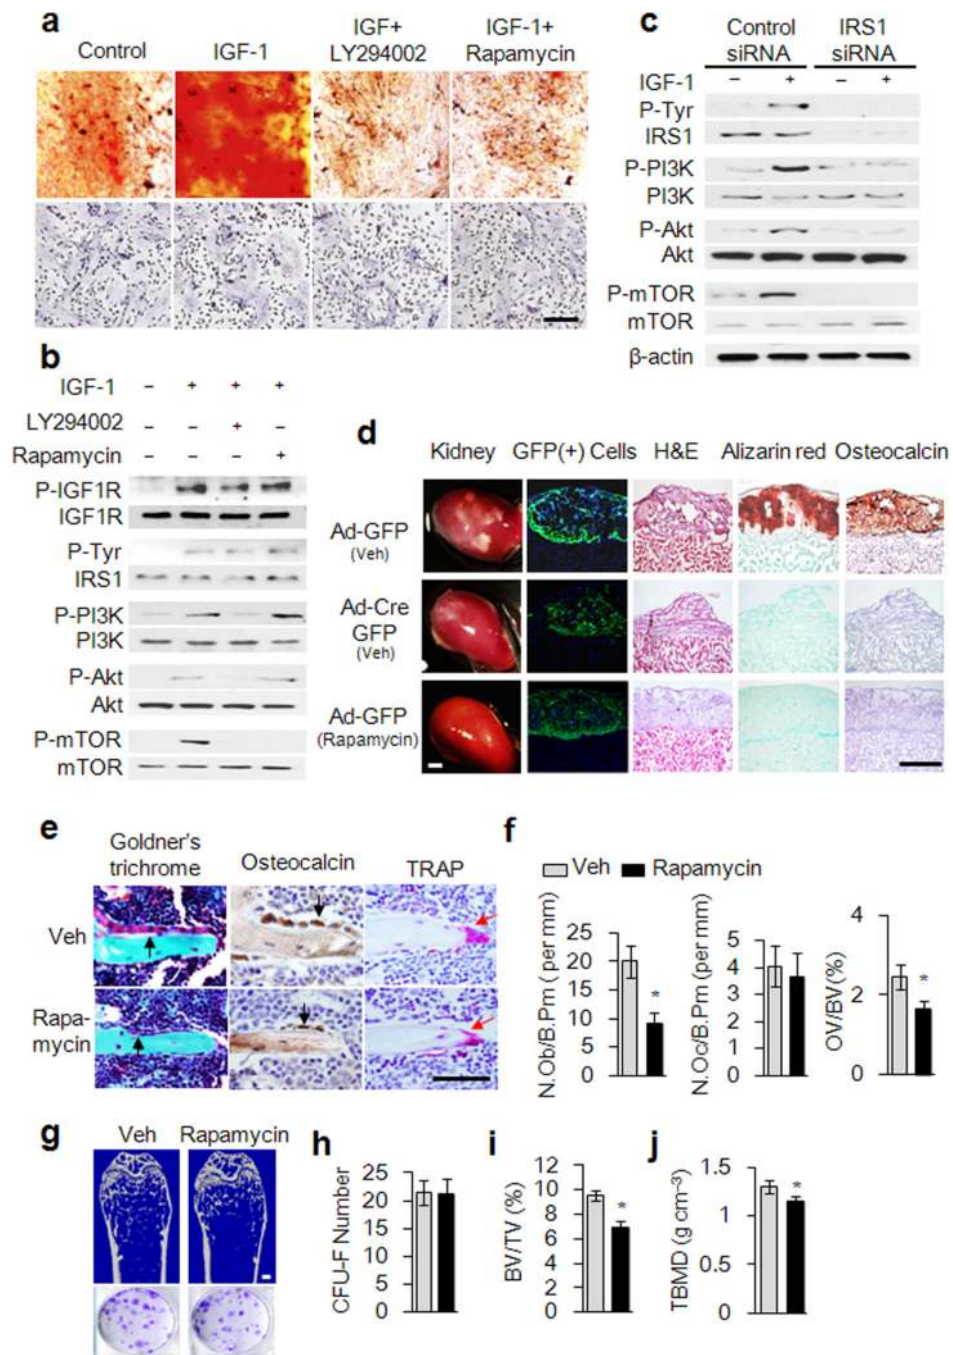 a
Control
IGF-1
IGF+
LY294002
IGF-1+
Rapamycin
c
Control
siRNA
IRS1
siRNA
IGF-1 – + – +
P-Tyr
IRS1
P-PI3K
PI3K
P-Akt
Akt
P-mTOR
mTOR
β-actin
b
IGF-1 – + + +
LY294002 – – + –
Rapamycin – – – +
P-IGF1R
IGF1R
P-Tyr
IRS1
P-PI3K
PI3K
P-Akt
Akt
P-mTOR
mTOR
d
Kidney GFP(+) Cells H&E Alizarin red Osteocalcin
Ad-GFP
(Veh)
Ad-Cre
GFP
(Veh)
Ad-GFP
(Rapamycin)
e
Goldner's
trichrome
Osteocalcin
TRAP
Veh
Rapa-
mycin
f
Veh Rapamycin
N.Ob/B.Pm (per mm)
25
20
15
10
5
0
*
N.Oc/B.Pm (per mm)
5
4
3
2
1
0
OV/BV(%)
4
2
0
*
g
Veh Rapamycin
h
CFU-F Number
25
20
15
10
5
0
i
BV/TV (%)
12
10
8
6
4
2
0
*
j
TBMD (g cm⁻³)
1.5
1
0.5
0
*